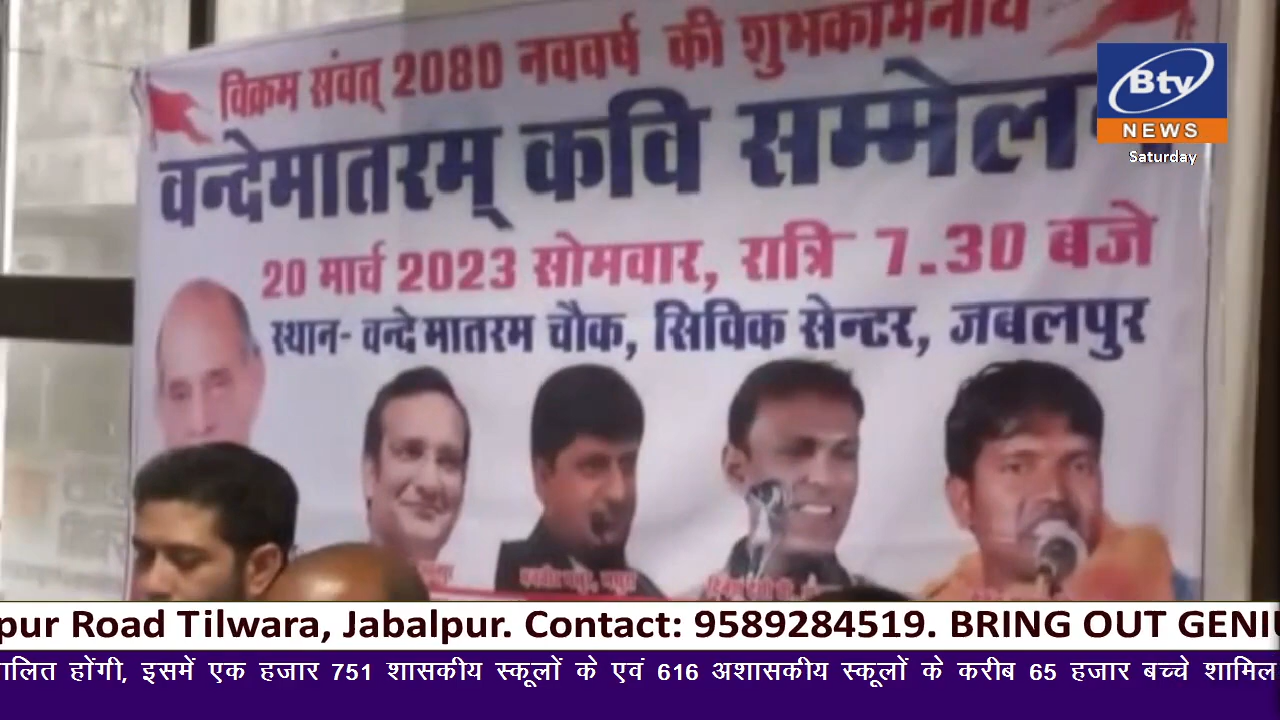 विक्रम संवत् 2080 नववर्ष की शुभकामनायें
वन्देमातरम् कवि सम्मेल
20 मार्च 2023 सोमवार, रात्रि 7.30 बजे
स्थान- वन्दे मातरम चौक, सिविक सेन्टर, जबलपुर
Btv
NEWS
Saturday
pur Road Tilwara, Jabalpur. Contact: 9589284519. BRING OUT GENIU
ालित होंगी, इसमें एक हजार 751 शासकीय स्कूलों के एवं 616 अशासकीय स्कूलों के करीब 65 हजार बच्चे शामिल